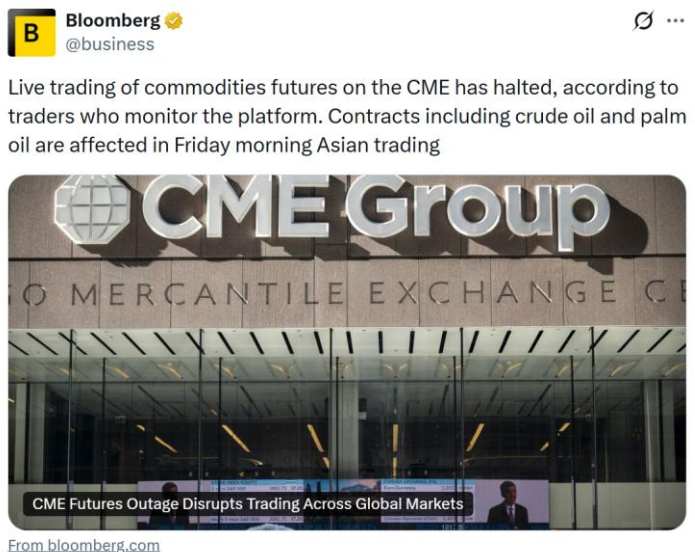 Bloomberg
@business
Live trading of commodities futures on the CME has halted, according to
traders who monitor the platform. Contracts including crude oil and palm
oil are affected in Friday morning Asian trading
CME Group
O MERCANTILE EXCHANGE CE
CME Futures Outage Disrupts Trading Across Global Markets
From bloomberg.com